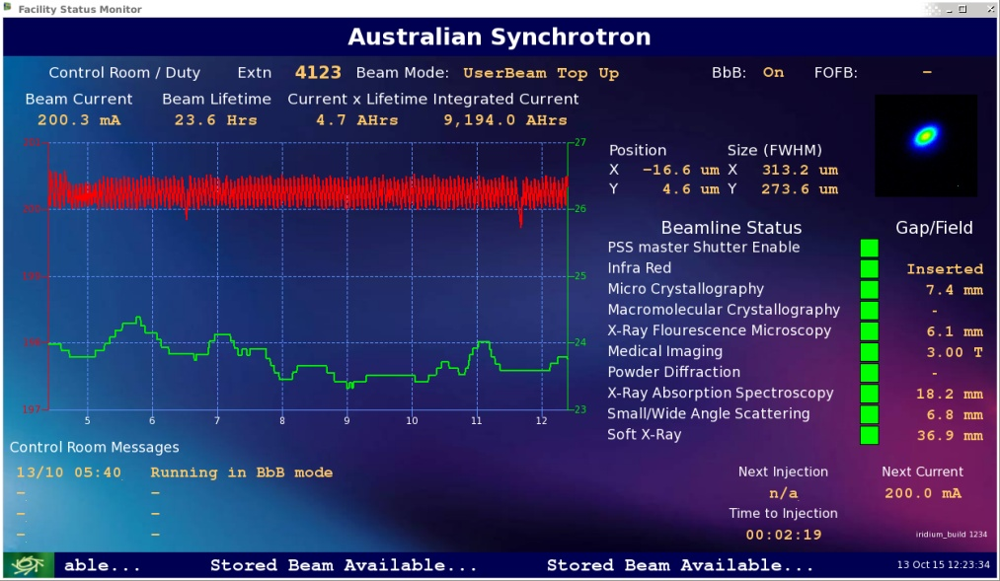 Facility Status Monitor
Australian Synchrotron
Control Room / Duty Extn 4123 Beam Mode: UserBeam Top Up BbB: On FOFB: –
Beam Current Beam Lifetime Current x Lifetime Integrated Current
200.3 mA 23.6 Hrs 4.7 AHrs 9,194.0 AHrs
27
26
25
24
23
197
5 6 7 8 9 10 11 12
Position Size (FWHM)
X -16.6 um X 313.2 um
Y 4.6 um Y 273.6 um
Beamline Status Gap/Field
PSS master Shutter Enable
Infra Red Inserted
Micro Crystallography 7.4 mm
Macromolecular Crystallography -
X-Ray Flourescence Microscopy 6.1 mm
Medical Imaging 3.00 T
Powder Diffraction -
X-Ray Absorption Spectroscopy 18.2 mm
Small/Wide Angle Scattering 6.8 mm
Soft X-Ray 36.9 mm
Control Room Messages
13/10 05:40 Running in BbB mode
– –
– –
– –
Next Injection Next Current
n/a 200.0 mA
Time to Injection
00:02:19
iridium_build 1234
able... Stored Beam Available... Stored Beam Available...
13 Oct 15 12:23:34